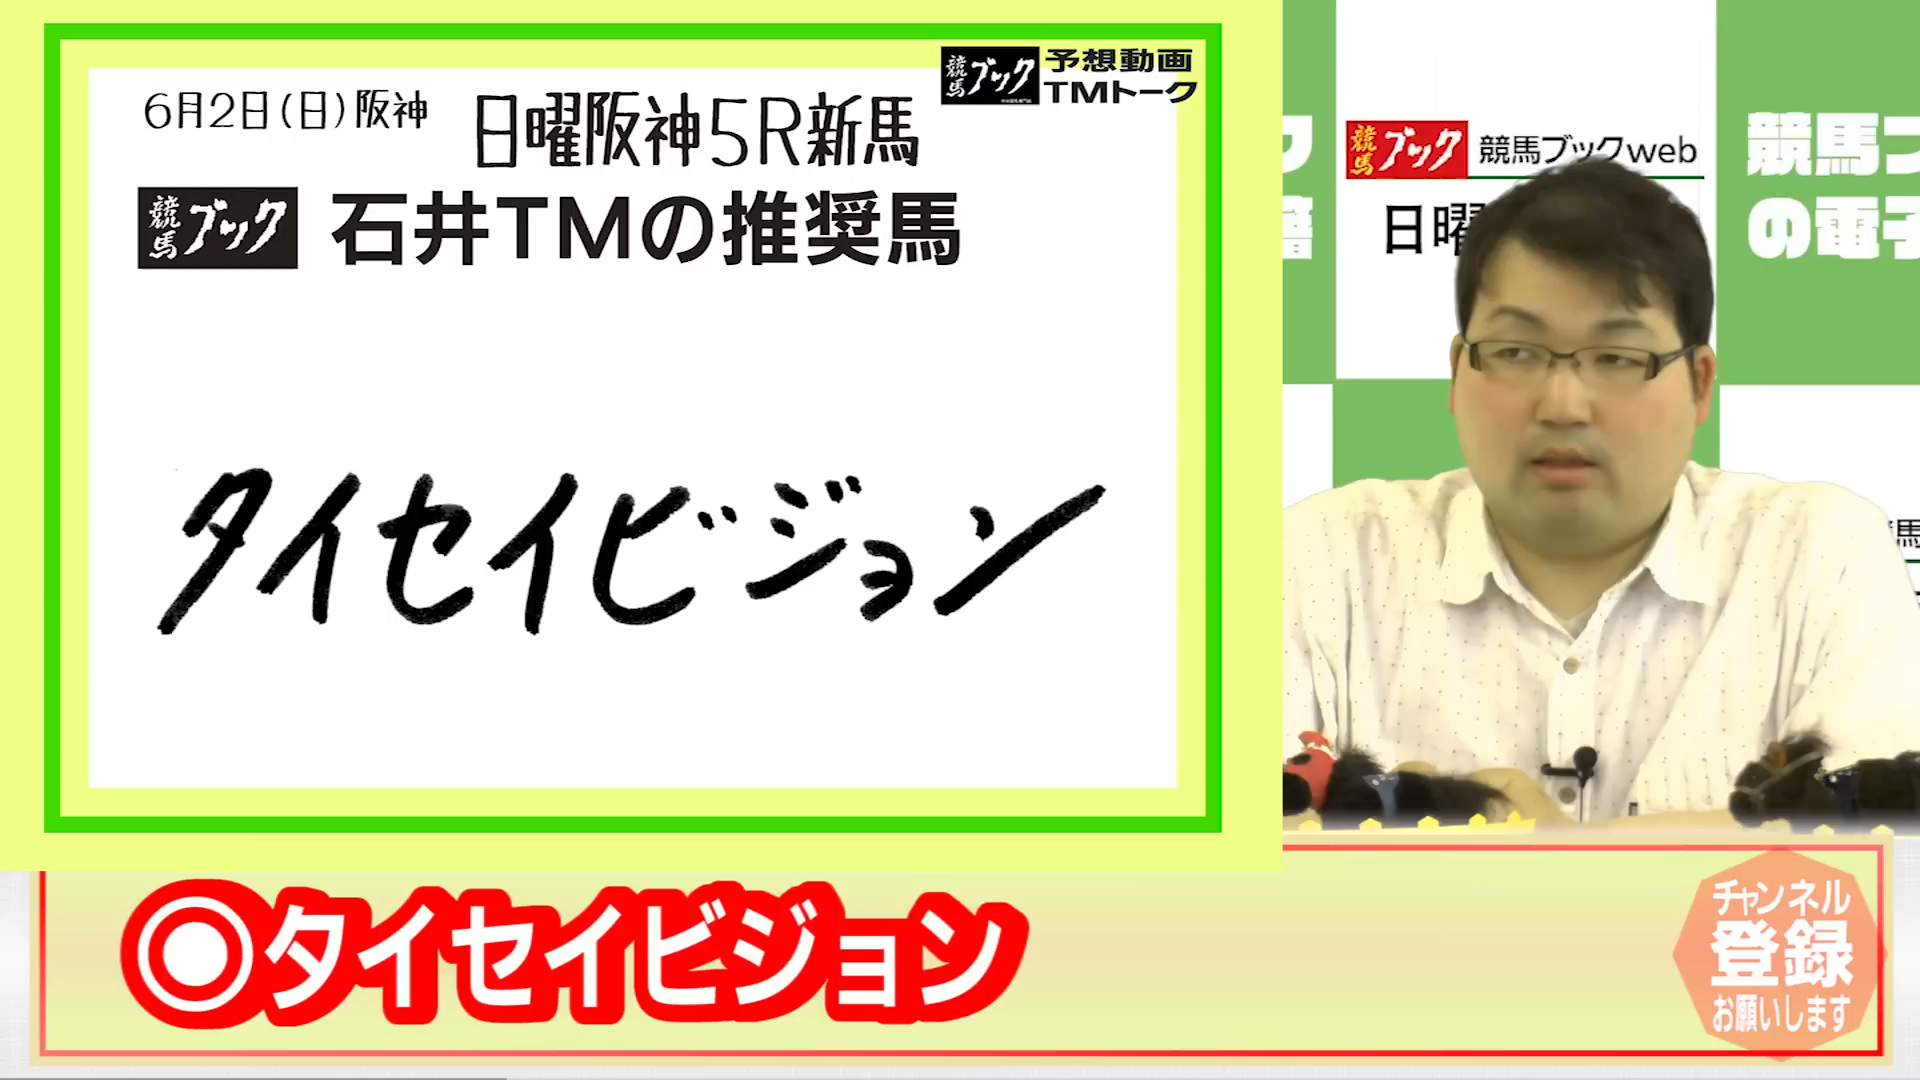 6月2日(日)阪神
日曜阪神5R新馬
競馬ブック
予想動画
TMトーク
競馬ブック
石井TMの推奨馬
タイセイビジョン
競馬ブック
競馬ブックweb
日曜
競馬ブ
の電子
◎タイセイビジョン
チャンネル
登録
お願いします